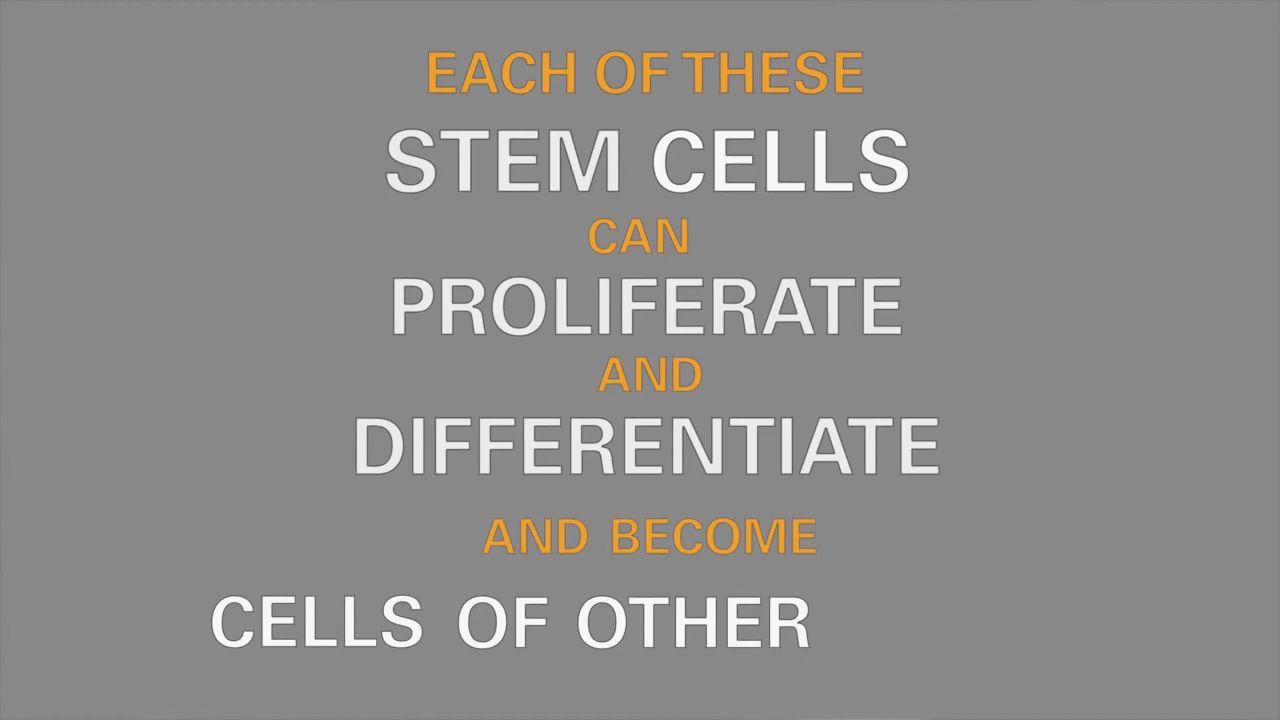 EACH OF THESE
STEM CELLS
CAN
PROLIFERATE
AND
DIFFERENTIATE
AND BECOME
CELLS OF OTHER